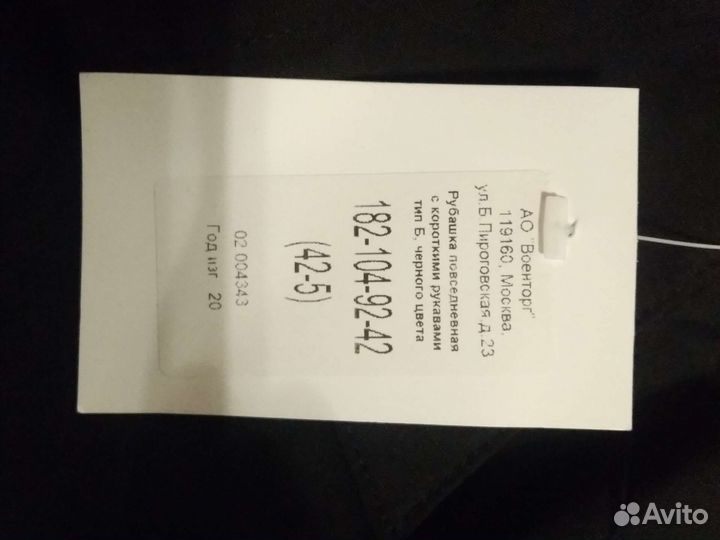 АО "Военторг"
119160, Москва,
ул.Б Пироговская д.23
Рубашка повседневная
с короткими рукавами
тип Б, черного цвета
182-104-92-42
(42-5)
02 004343
Год изг 20
Avito